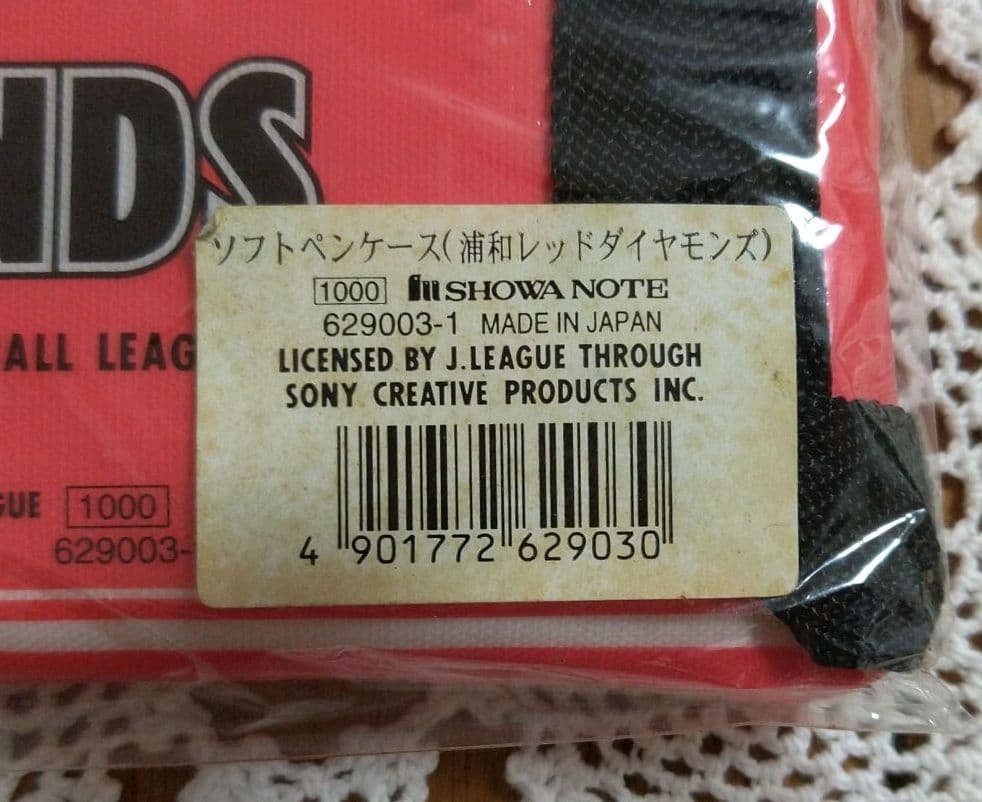 NDS
ソフトペンケース(浦和レッドダイヤモンズ)
1000 SHOWA NOTE
629003-1 MADE IN JAPAN
LICENSED BY J.LEAGUE THROUGH
SONY CREATIVE PRODUCTS INC.
4 901772 629030
ALL LEAG
GUE 1000
629003-